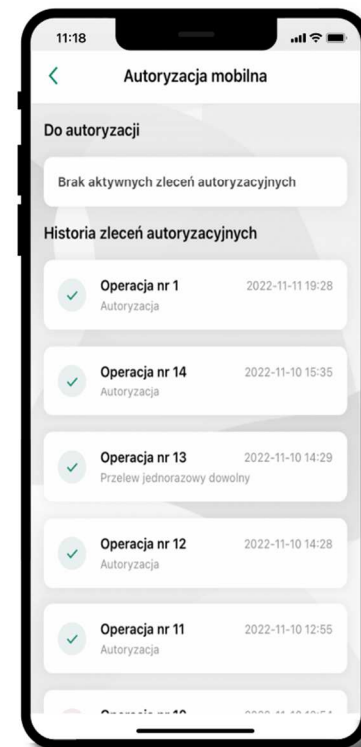 11:18
Autoryzacja mobilna
Do autoryzacji
Brak aktywnych zleceń autoryzacyjnych
Historia zleceń autoryzacyjnych
Operacja nr 1 2022-11-11 19:28
Autoryzacja
Operacja nr 14 2022-11-10 15:35
Autoryzacja
Operacja nr 13 2022-11-10 14:29
Przelew jednorazowy dowolny
Operacja nr 12 2022-11-10 14:28
Autoryzacja
Operacja nr 11 2022-11-10 12:55
Autoryzacja